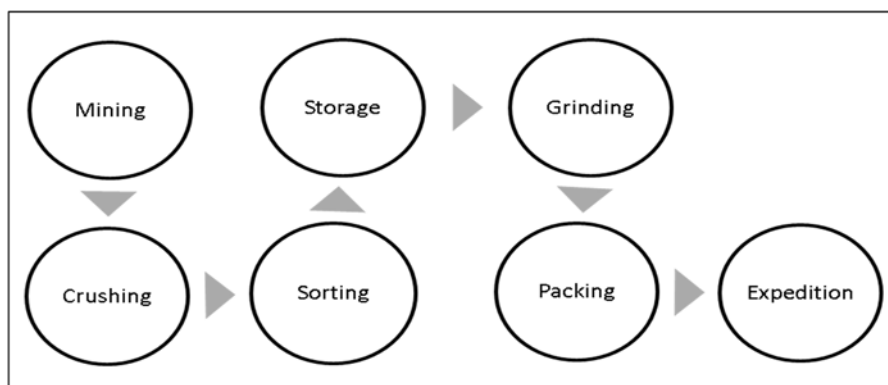 Mining
Storage
Grinding
Crushing
Sorting
Packing
Expedition